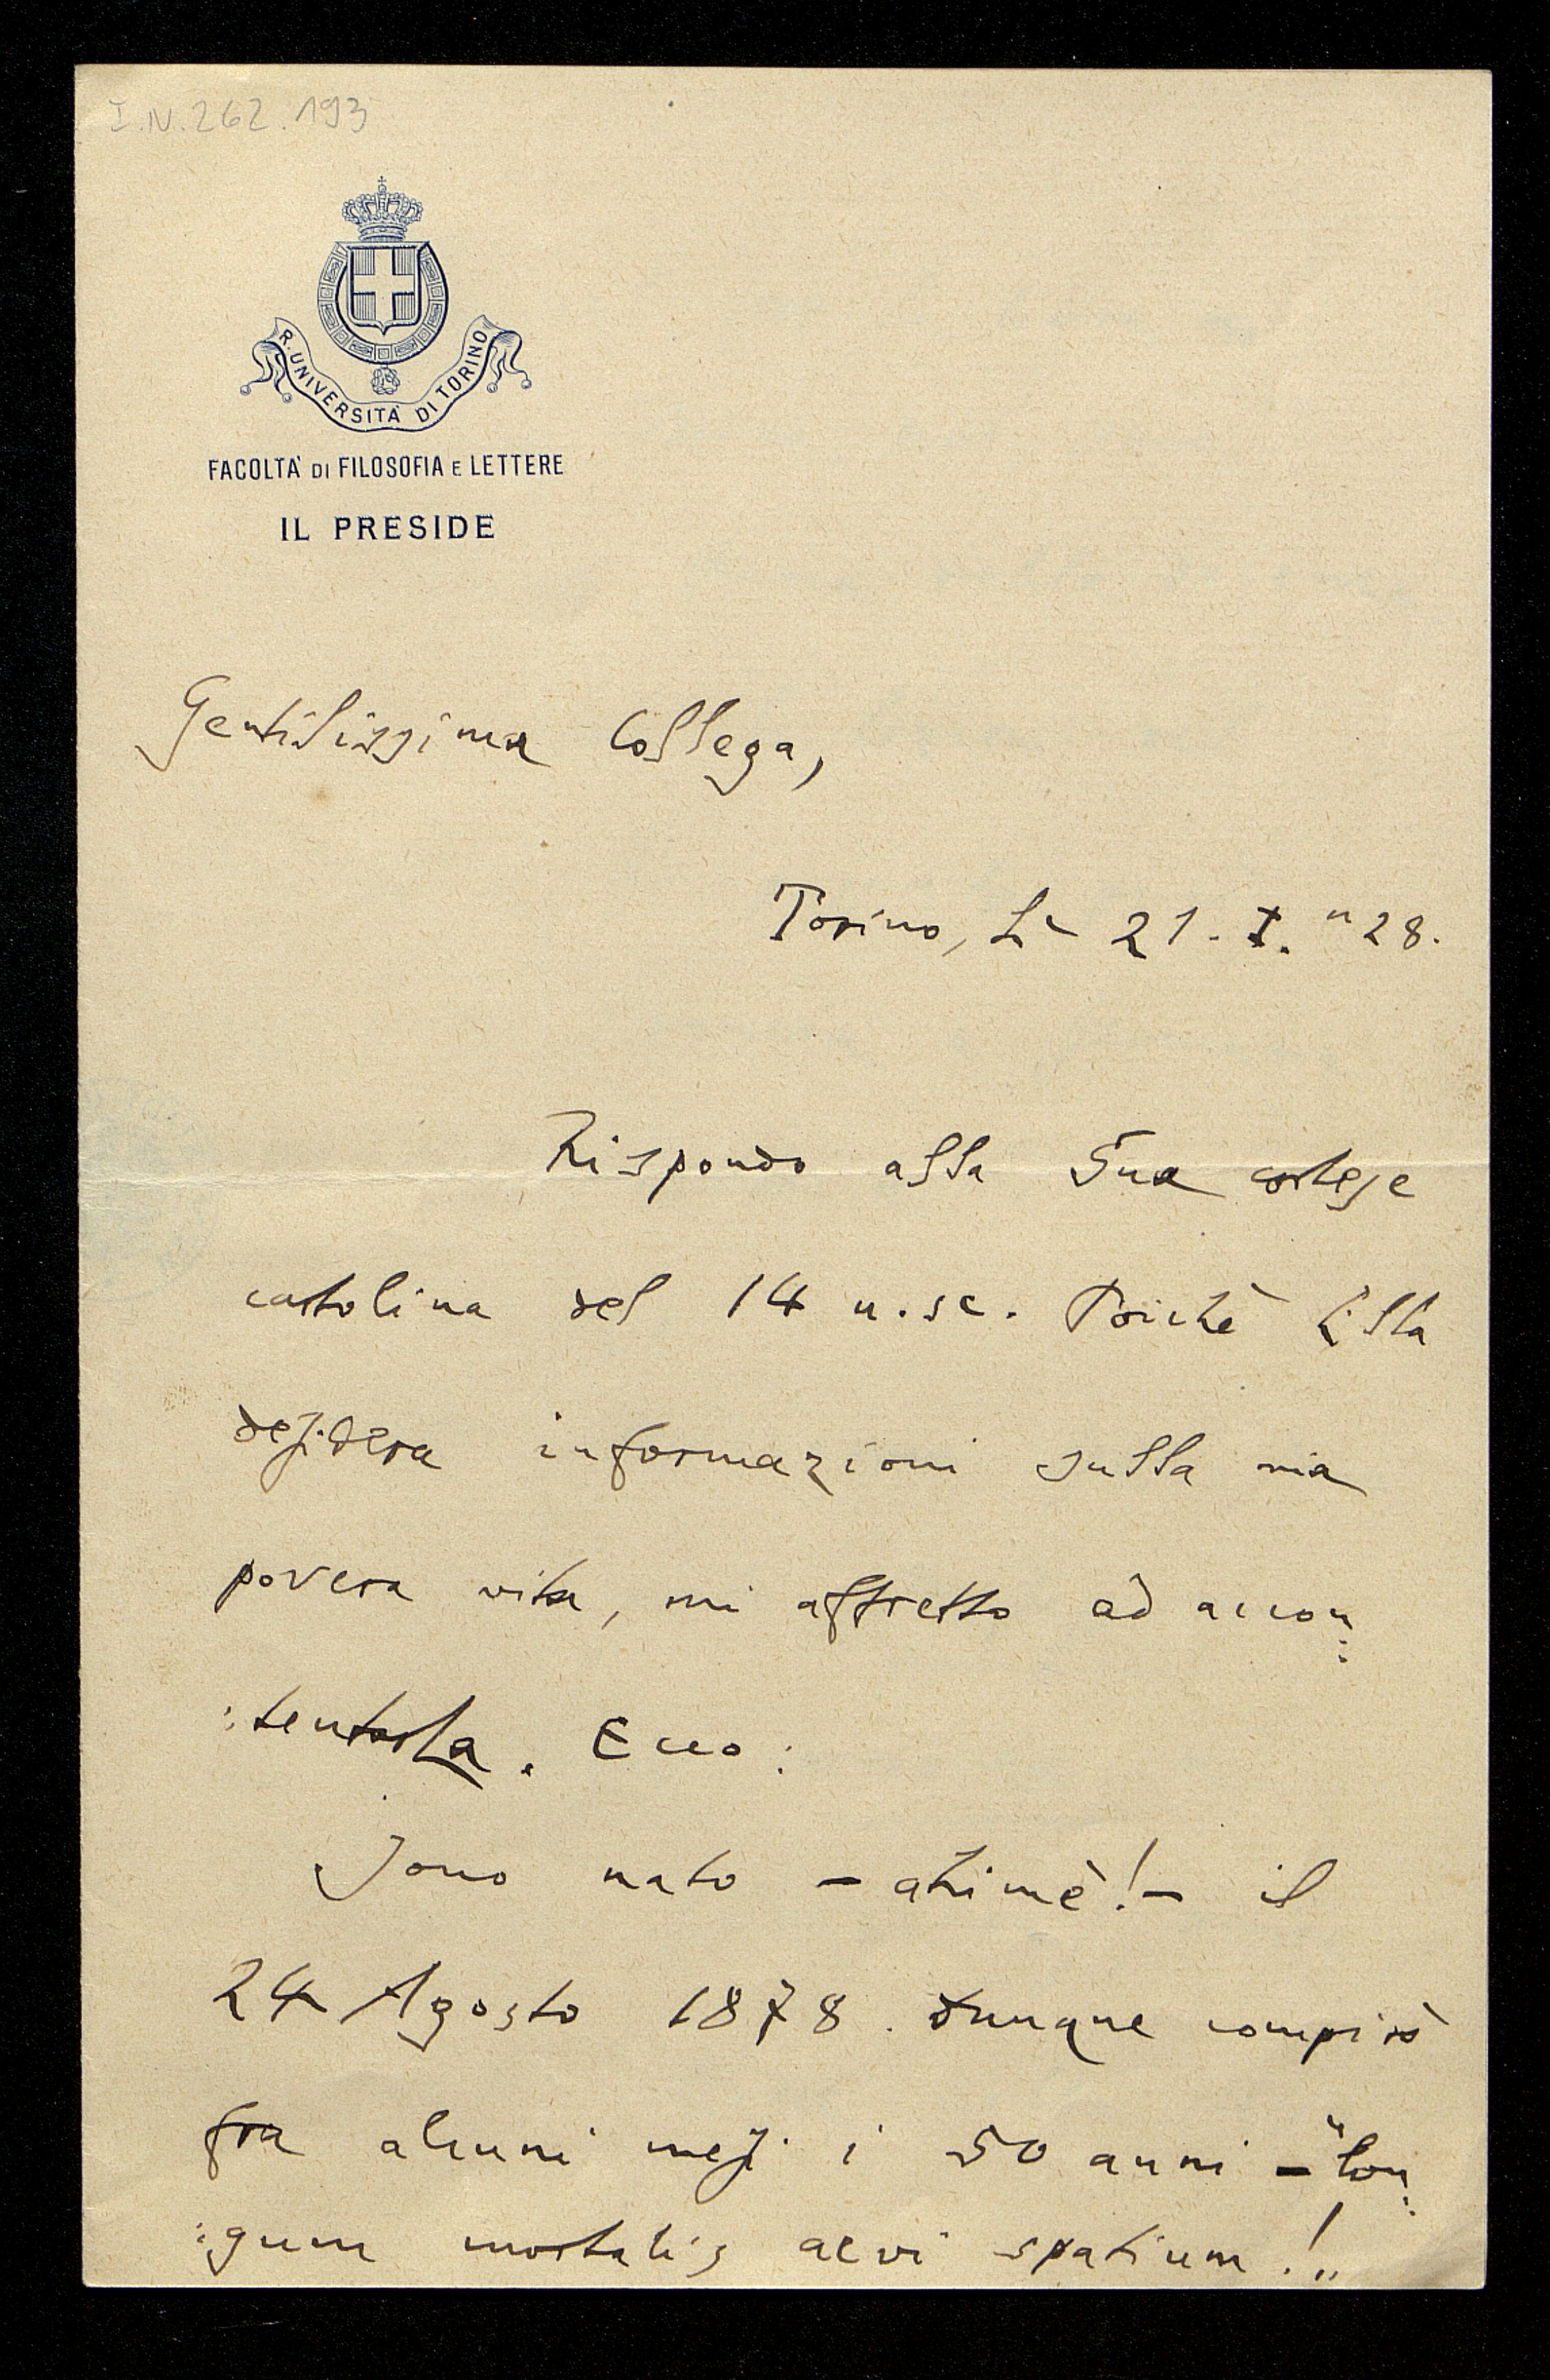 I.N.262.193
R. UNIVERSITÀ DI TORINO
FACOLTA' DI FILOSOFIA E LETTERE
IL PRESIDE
Gentilissima Collega,
Torino, li 21. I. "28.
Rispondo alla Sua cortese
cartolina del 14 u. sc. Poichè Ella
desidera informazioni sulla mia
povera vita, mi affretto ad accon:
:tentarla. Ecco:
Sono nato – ahimè! – il
24 Agosto 1878. dunque compirò
fra alcuni mesi i 50 anni – "lon:
:gum mortalis aevi spatium!„